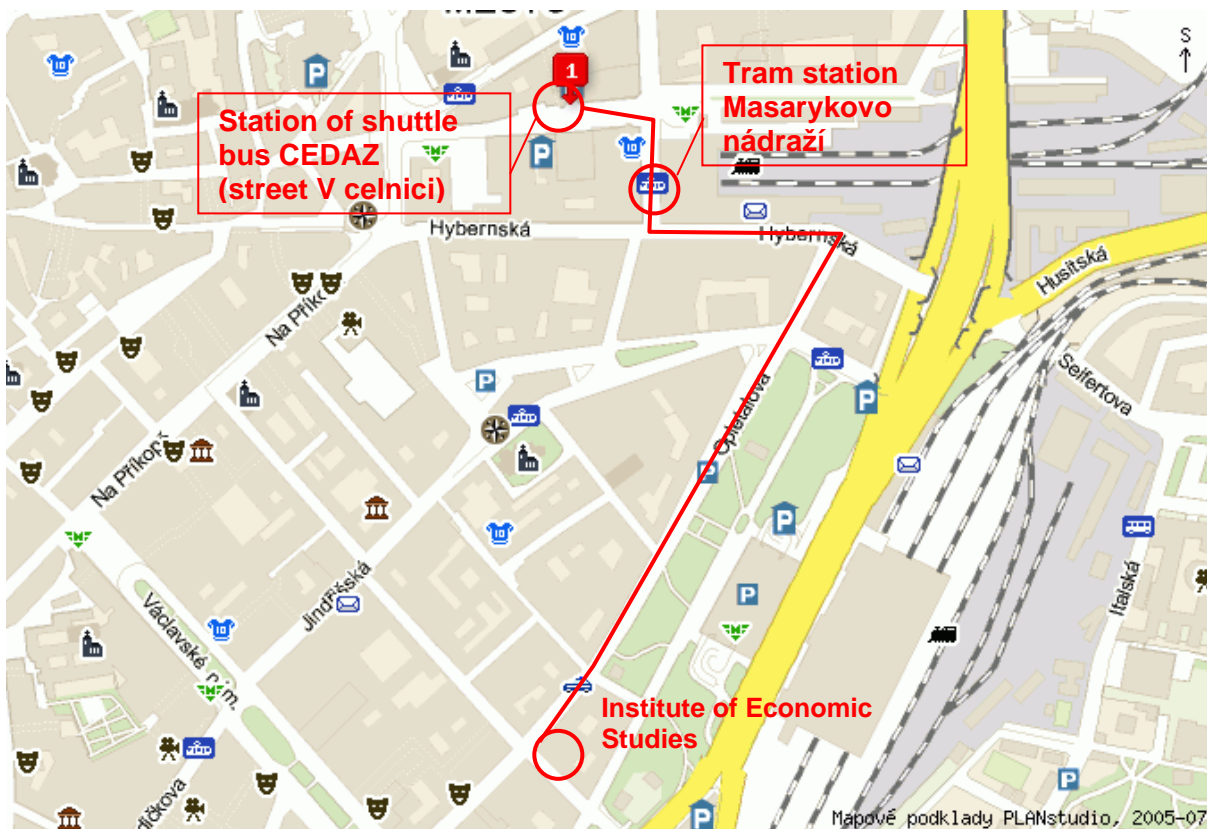 S
1
Tram station
Masarykovo
nádraží
Station of shuttle
bus CEDAZ
(street V celnici)
Hybernská
Hybernská
Husitská
Na Příkopě
Seifertova
Opletalova
Na Příkopě
Jindřišská
Italská
Václavské nám.
Institute of Economic
Studies
Mapové podklady PLANstudio, 2005-07